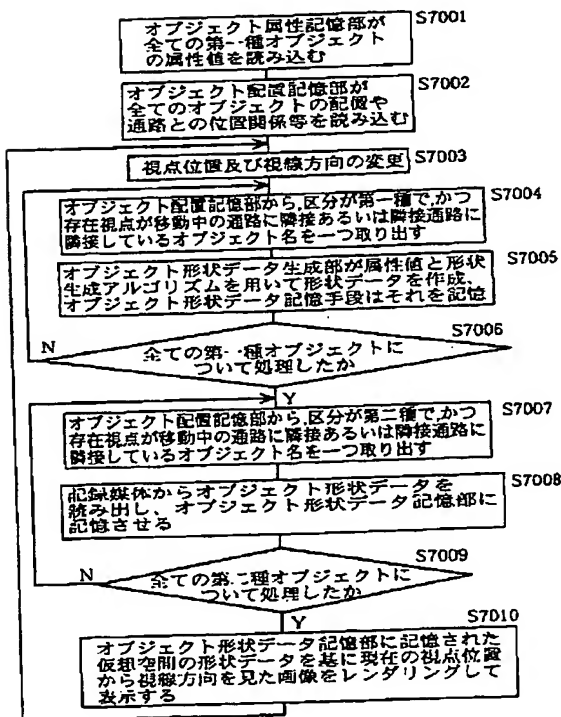 S7001
オブジェクト属性記憶部が
全ての第一種オブジェクト
の属性値を読み込む
S7002
オブジェクト配置記憶部が
全てのオブジェクトの配置や
通路との位置関係等を読み込む
視点位置及び視線方向の変更
S7003
S7004
オブジェクト配置記憶部から,区分が第一種で,かつ
存在視点が移動中の通路に隣接あるいは隣接通路に
隣接しているオブジェクト名を一つ取り出す
S7005
オブジェクト形状データ生成部が属性値と形状
生成アルゴリズムを用いて形状データを作成、
オブジェクト形状データ記憶手段はそれを記憶
S7006
N
全ての第一種オブジェクトに
ついて処理したか
Y
S7007
オブジェクト配置記憶部から,区分が第二種で,かつ
存在視点が移動中の通路に隣接あるいは隣接通路に
隣接しているオブジェクト名を一つ取り出す
S7008
記録媒体からオブジェクト形状データを
読み出し、オブジェクト形状データ記憶部に
記憶させる
S7009
N
全ての第二種オブジェクトに
ついて処理したか
Y
S7010
オブジェクト形状データ記憶部に記憶された
仮想空間の形状データを基に現在の視点位置
から視線方向を見た画像をレンダリングして
表示する